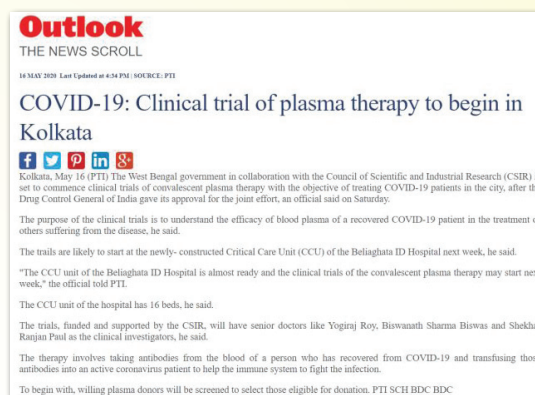 Outlook
THE NEWS SCROLL
16 MAY 2020 Last Updated at 4:34 PM | SOURCE: PTI
COVID-19: Clinical trial of plasma therapy to begin in
Kolkata
Kolkata, May 16 (PTI) The West Bengal government in collaboration with the Council of Scientific and Industrial Research (CSIR)
set to commence clinical trials of convalescent plasma therapy with the objective of treating COVID-19 patients in the city, after
Drug Control General of India gave its approval for the joint effort, an official said on Saturday.
The purpose of the clinical trials is to understand the efficacy of blood plasma of a recovered COVID-19 patient in the treatment
others suffering from the disease, he said.
The trails are likely to start at the newly- constructed Critical Care Unit (CCU) of the Beliaghata ID Hospital next week, he said.
"The CCU unit of the Beliaghata ID Hospital is almost ready and the clinical trials of the convalescent plasma therapy may start
week," the official told PTI.
The CCU unit of the hospital has 16 beds, he said.
The trials, funded and supported by the CSIR, will have senior doctors like Yogiraj Roy, Biswanath Sharma Biswas and
Ranjan Paul as the clinical investigators, he said.
The therapy involves taking antibodies from the blood of a person who has recovered from COVID-19 and transfusing
antibodies into an active coronavirus patient to help the immune system to fight the infection.
To begin with, willing plasma donors will be screened to select those eligible for donation. PTI SCH BDC BDC